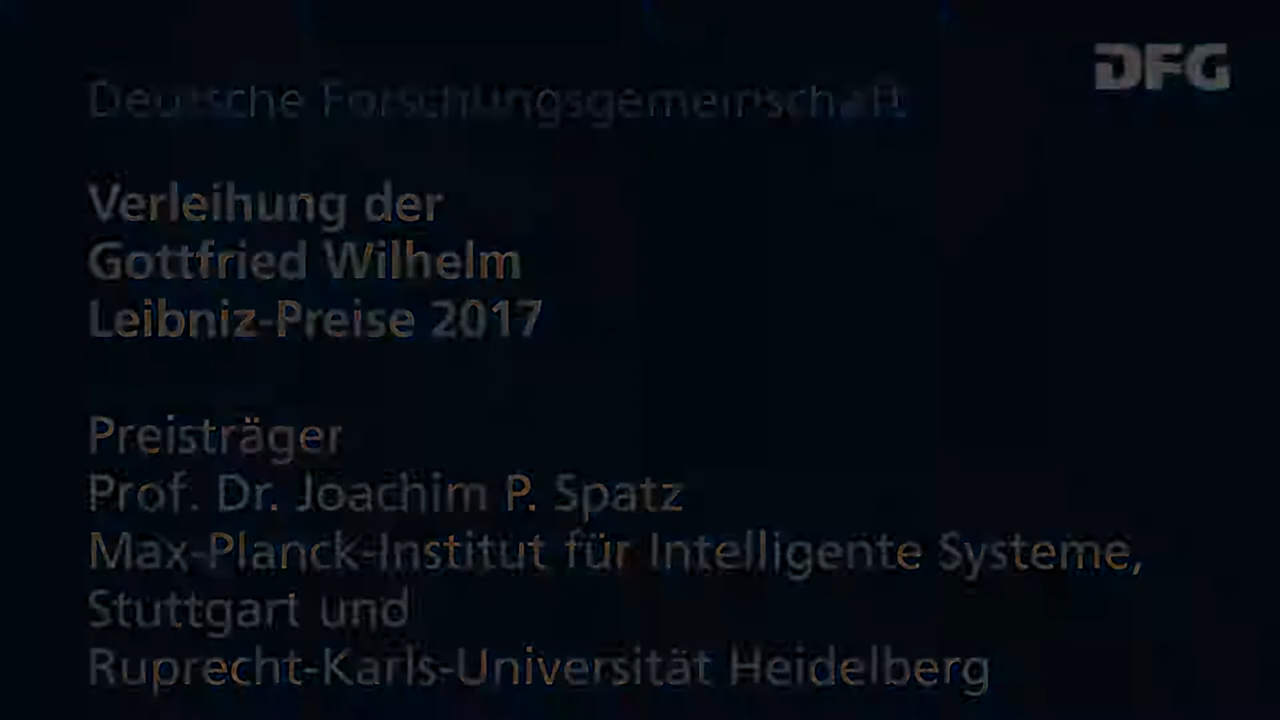 DFG
Deutsche Forschungsgemeinschaft
Verleihung der
Gottfried Wilhelm
Leibniz-Preise 2017
Preisträger
Prof. Dr. Joachim P. Spatz
Max-Planck-Institut für Intelligente Systeme,
Stuttgart und
Ruprecht-Karls-Universität Heidelberg